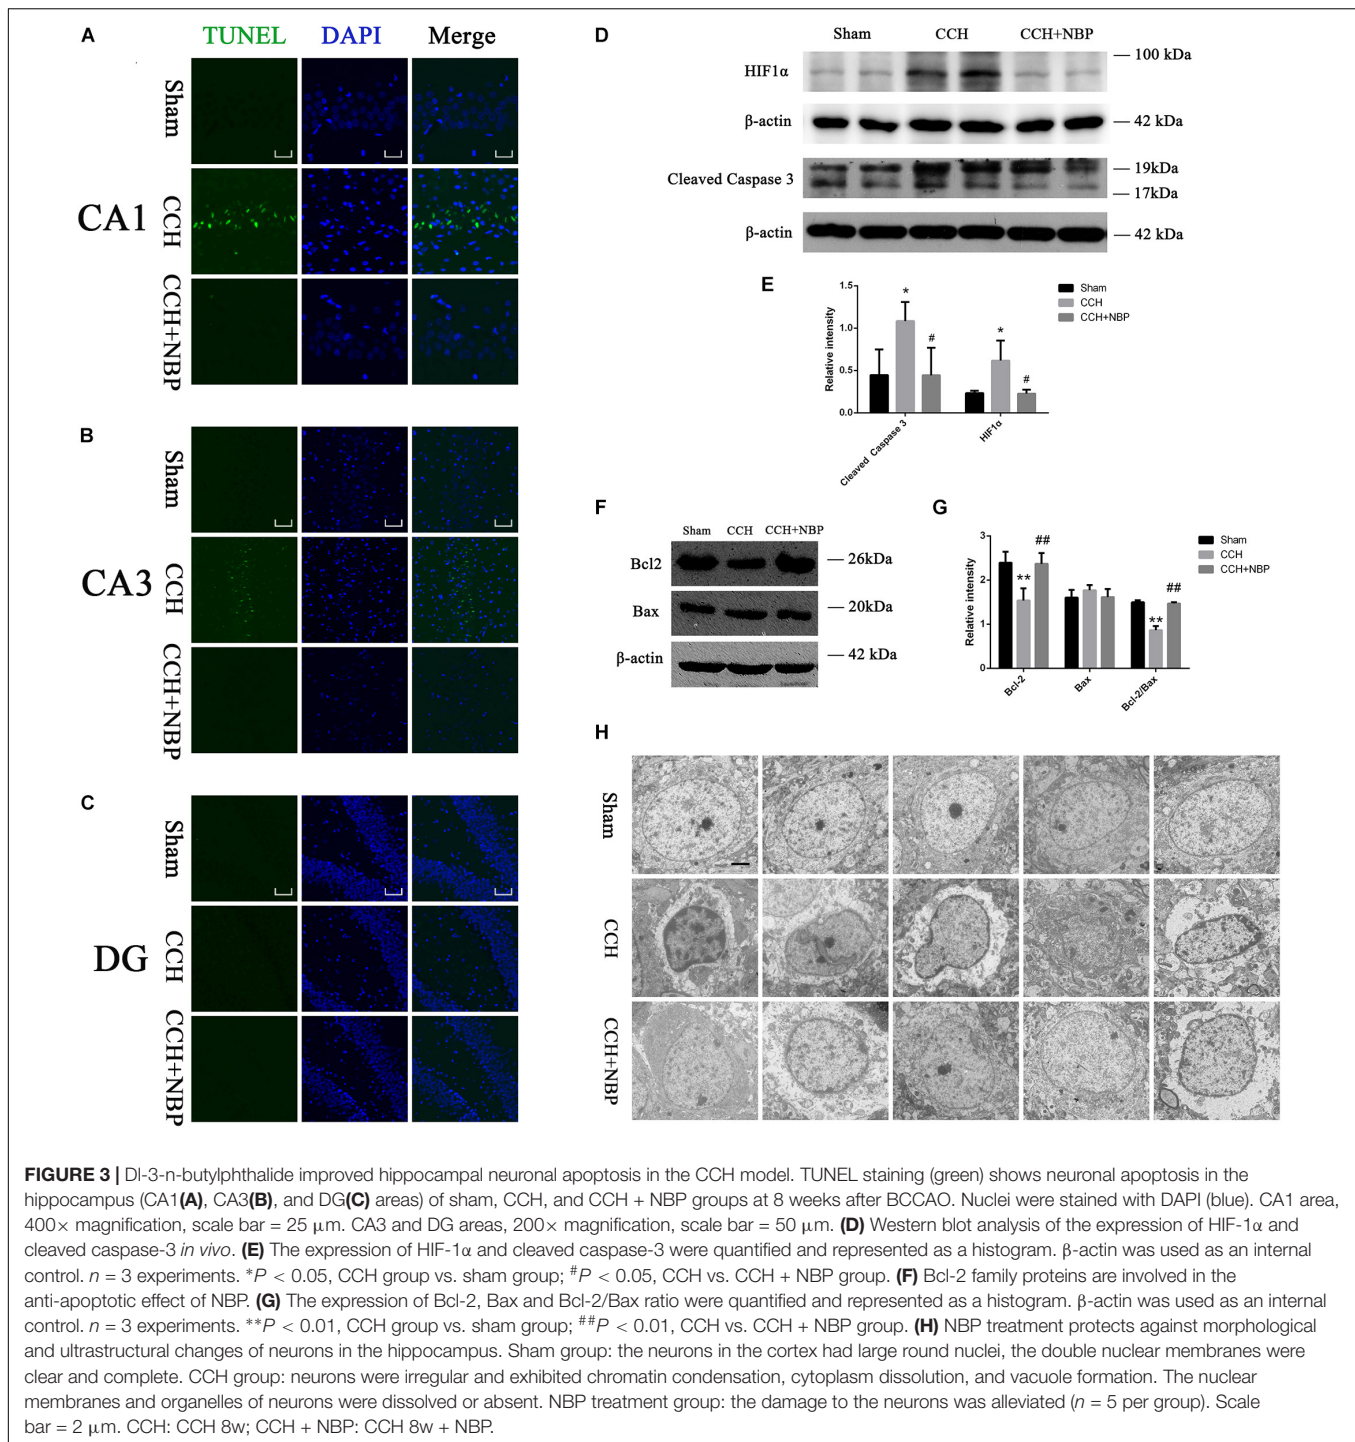 A
TUNEL DAPI Merge
Sham
CA1
CCH
CCH+NBP
B
Sham
CA3
CCH
CCH+NBP
C
Sham
DG
CCH
CCH+NBP
D
Sham CCH CCH+NBP
HIF1α
100 kDa
β-actin
42 kDa
Cleaved Caspase 3
19kDa
17kDa
β-actin
42 kDa
E
Relative intensity
1.5
1.0
0.5
0.0
* # * #
Cleaved Caspase 3
HIF1α
Sham
CCH
CCH+NBP
F
Sham CCH CCH+NBP
Bcl2
26kDa
Bax
20kDa
β-actin
42 kDa
G
Relative intensity
3
2
1
0
** ## ** ##
Bcl-2
Bax
Bcl-2/Bax
Sham
CCH
CCH+NBP
H
Sham
CCH
CCH+NBP
FIGURE 3 | Dl-3-n-butylphthalide improved hippocampal neuronal apoptosis in the CCH model. TUNEL staining (green) shows neuronal apoptosis in the
hippocampus (CA1(A), CA3(B), and DG(C) areas) of sham, CCH, and CCH + NBP groups at 8 weeks after BCCAO. Nuclei were stained with DAPI (blue). CA1 area,
400× magnification, scale bar = 25 μm. CA3 and DG areas, 200× magnification, scale bar = 50 μm. (D) Western blot analysis of the expression of HIF-1α and
cleaved caspase-3 in vivo. (E) The expression of HIF-1α and cleaved caspase-3 were quantified and represented as a histogram. β-actin was used as an internal
control. n = 3 experiments. *P < 0.05, CCH group vs. sham group; #P < 0.05, CCH vs. CCH + NBP group. (F) Bcl-2 family proteins are involved in the
anti-apoptotic effect of NBP. (G) The expression of Bcl-2, Bax and Bcl-2/Bax ratio were quantified and represented as a histogram. β-actin was used as an internal
control. n = 3 experiments. **P < 0.01, CCH group vs. sham group; ##P < 0.01, CCH vs. CCH + NBP group. (H) NBP treatment protects against morphological
and ultrastructural changes of neurons in the hippocampus. Sham group: the neurons in the cortex had large round nuclei, the double nuclear membranes were
clear and complete. CCH group: neurons were irregular and exhibited chromatin condensation, cytoplasm dissolution, and vacuole formation. The nuclear
membranes and organelles of neurons were dissolved or absent. NBP treatment group: the damage to the neurons was alleviated (n = 5 per group). Scale
bar = 2 μm. CCH: CCH 8w; CCH + NBP: CCH 8w + NBP.